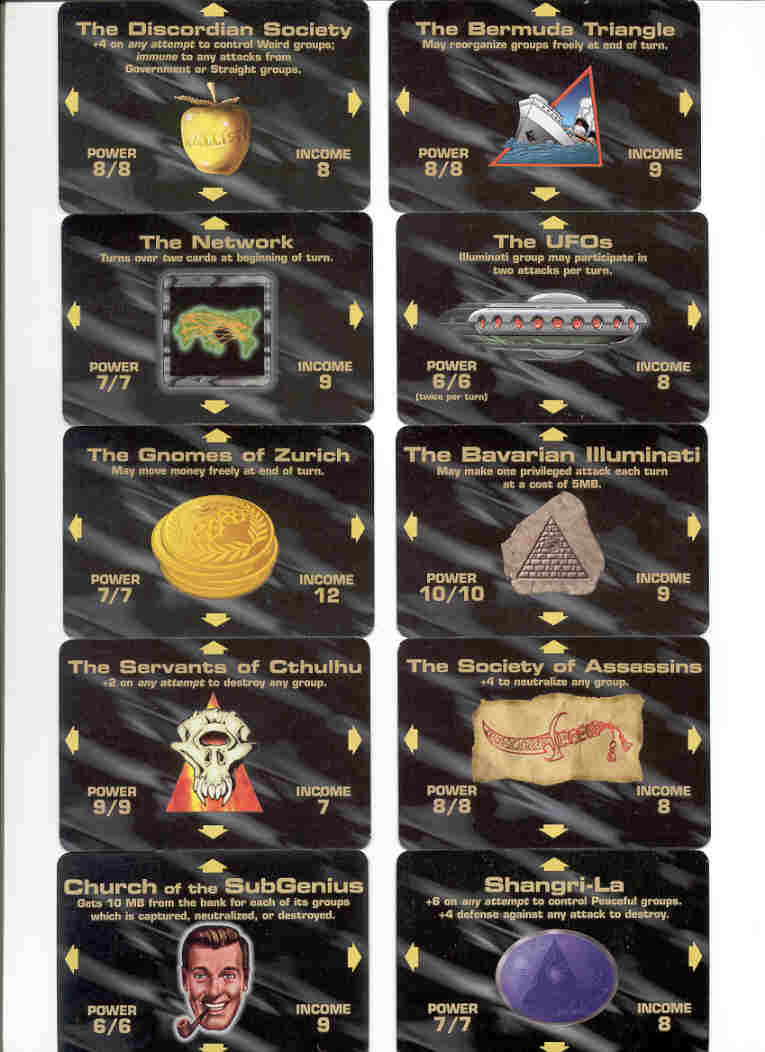 The Discordian Society
+4 on any attempt to control Weird groups;
immune to any attacks from
Government or Straight groups.
POWER
8/8
INCOME
8
The Bermuda Triangle
May reorganize groups freely at end of turn.
POWER
8/8
INCOME
9
The Network
Turns over two cards at beginning of turn.
POWER
7/7
INCOME
9
The UFOs
Illuminati group may participate in
two attacks per turn.
POWER
6/6
(twice per turn)
INCOME
8
The Gnomes of Zurich
May move money freely at end of turn.
POWER
7/7
INCOME
12
The Bavarian Illuminati
May make one privileged attack each turn
at a cost of 5MB.
POWER
10/10
INCOME
9
The Servants of Cthulhu
+2 on any attempt to destroy any group.
POWER
9/9
INCOME
7
The Society of Assassins
+4 to neutralize any group.
POWER
8/8
INCOME
8
Church of the SubGenius
Gets 10 MB from the bank for each of its groups
which is captured, neutralized, or destroyed.
POWER
6/6
INCOME
9
Shangri-La
+6 on any attempt to control Peaceful groups.
+4 defense against any attack to destroy.
POWER
7/7
INCOME
8